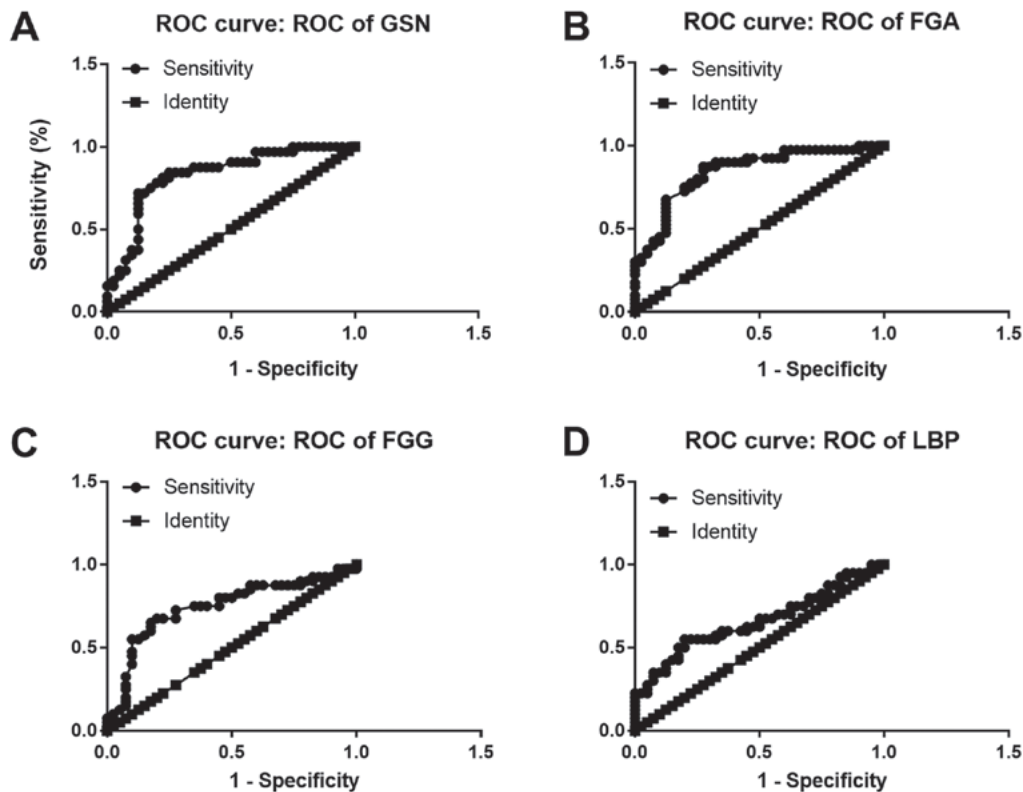 A
ROC curve: ROC of GSN
Sensitivity
Identity
1.5
1.0
0.5
0.0
Sensitivity (%)
0.0 0.5 1.0 1.5
1 - Specificity
B
ROC curve: ROC of FGA
Sensitivity
Identity
1.5
1.0
0.5
0.0
0.0 0.5 1.0 1.5
1 - Specificity
C
ROC curve: ROC of FGG
Sensitivity
Identity
1.5
1.0
0.5
0.0
0.0 0.5 1.0 1.5
1 - Specificity
D
ROC curve: ROC of LBP
Sensitivity
Identity
1.5
1.0
0.5
0.0
0.0 0.5 1.0 1.5
1 - Specificity